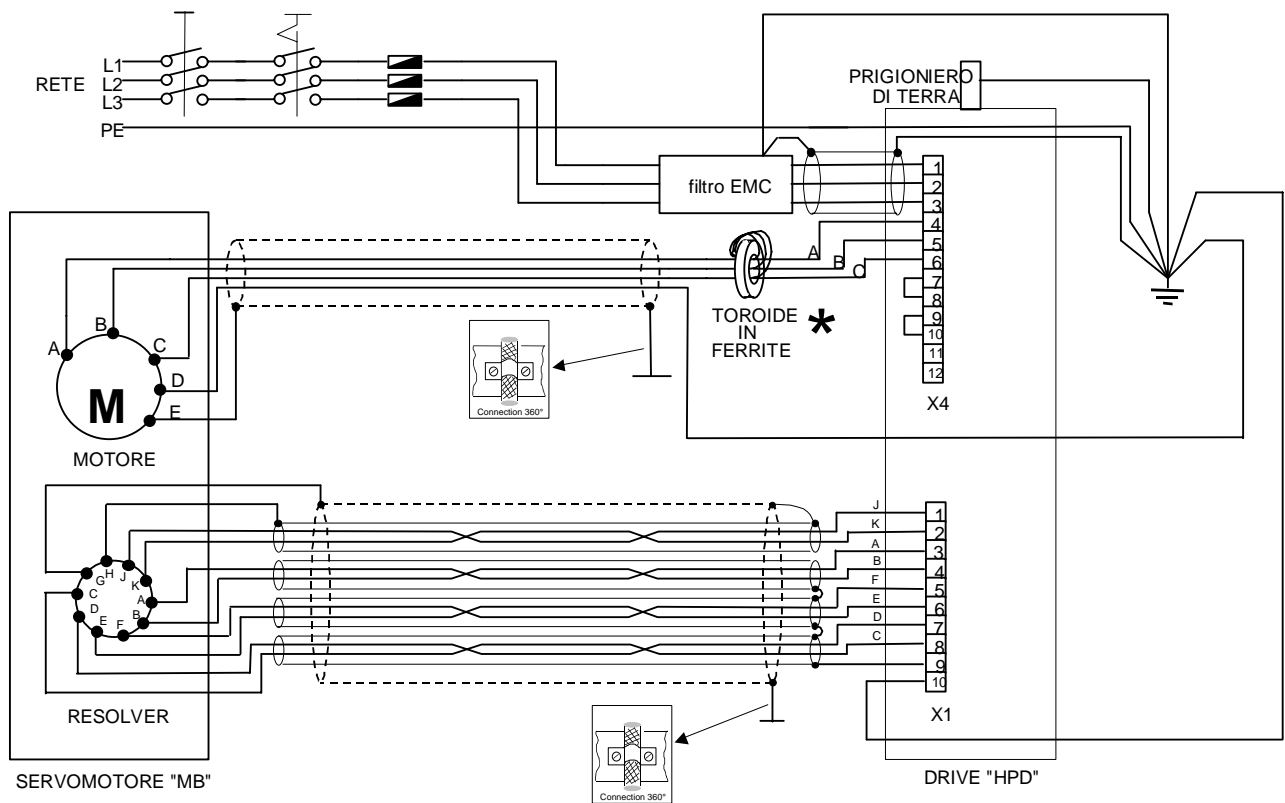 L1
RETE L2
L3
PE
PRIGIONIERO
DI TERRA
filtro EMC
1
2
3
4
5
6
7
8
9
10
11
12
X4
A
B
C
TOROIDE
IN
FERRITE
*
A
B
C
D
E
M
MOTORE
Connection 360°
J
K
A
B
F
E
D
C
1
2
3
4
5
6
7
8
9
10
X1
H
J
G
K
C
A
D
B
E
F
RESOLVER
Connection 360°
SERVOMOTORE "MB"
DRIVE "HPD"